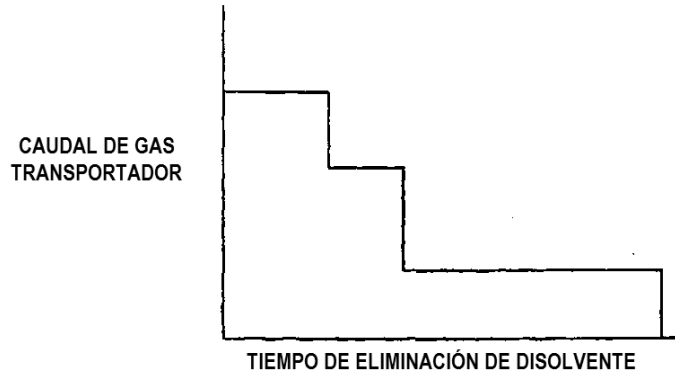 CAUDAL DE GAS
TRANSPORTADOR
TIEMPO DE ELIMINACIÓN DE DISOLVENTE